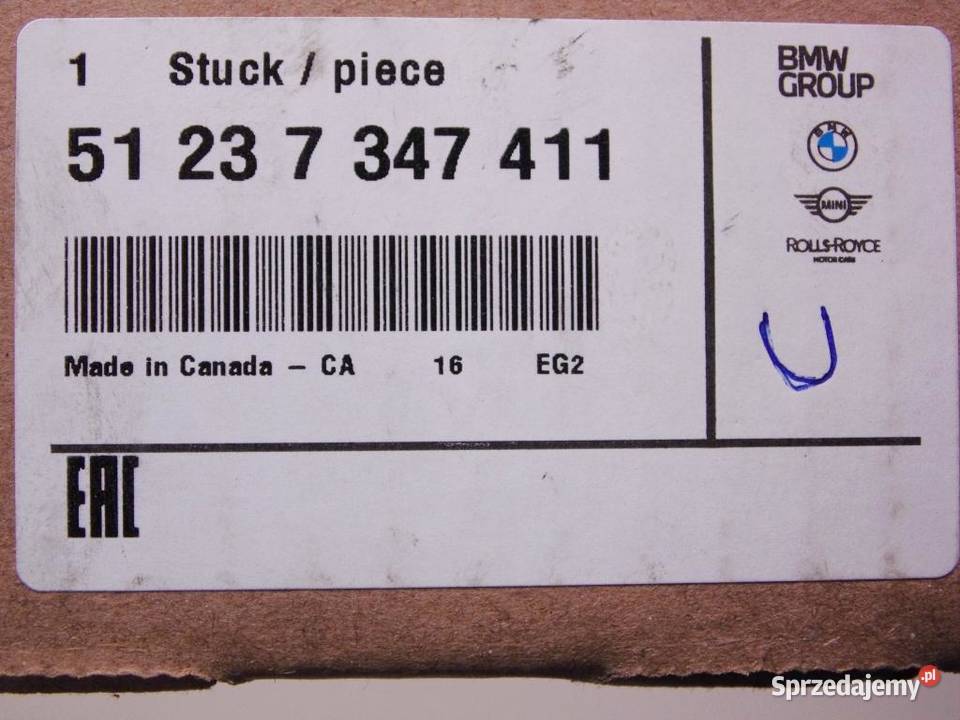 1 Stuck / piece
51 23 7 347 411
Made in Canada – CA 16 EG2
EAC
BMW
GROUP
BMW
MINI
ROLLS-ROYCE
MOTOR CARS
U
Sprzedajemy.pl